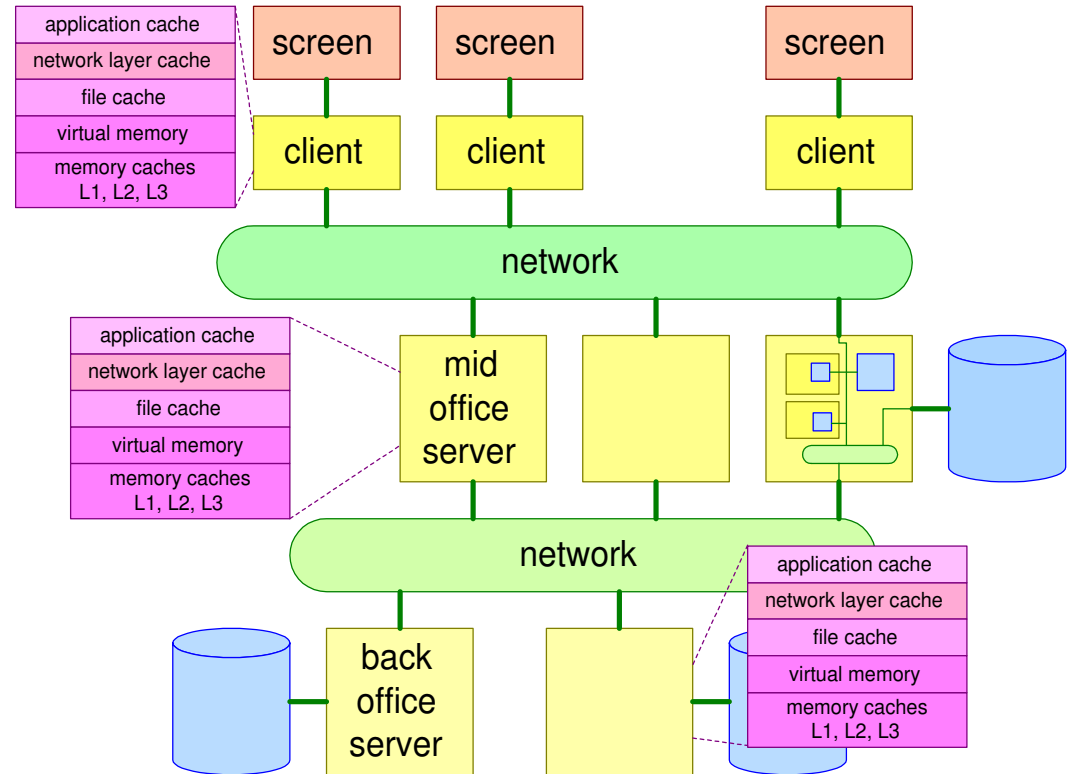 application cache
network layer cache
file cache
virtual memory
memory caches
L1, L2, L3
screen
screen
screen
client
client
client
network
application cache
network layer cache
file cache
virtual memory
memory caches
L1, L2, L3
mid
office
server
network
application cache
network layer cache
file cache
virtual memory
memory caches
L1, L2, L3
back
office
server